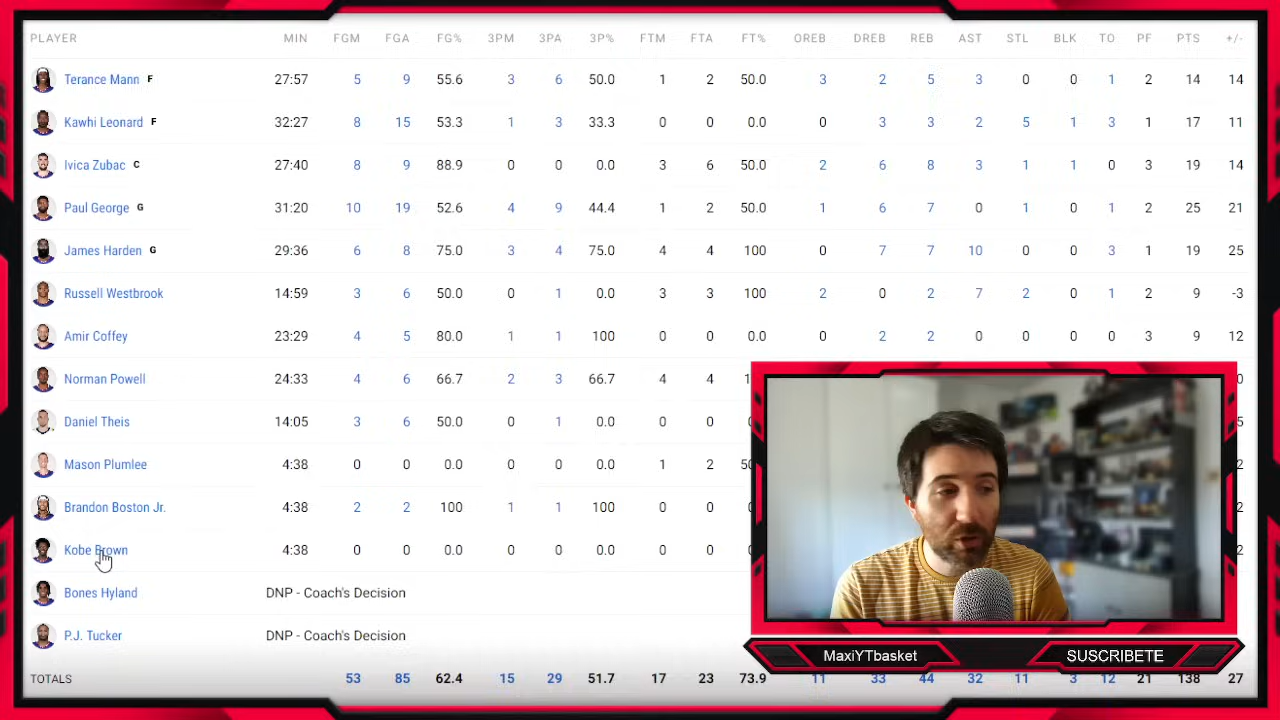 PLAYER MIN FGM FGA FG% 3PM 3PA 3P% FTM FTA FT% OREB DREB REB AST STL BLK TO PF PTS +/-
Terance Mann F 27:57 5 9 55.6 3 6 50.0 1 2 50.0 3 2 5 3 0 0 1 2 14 14
Kawhi Leonard F 32:27 8 15 53.3 1 3 33.3 0 0 0.0 0 3 3 2 5 1 3 1 17 11
Ivica Zubac C 27:40 8 9 88.9 0 0 0.0 3 6 50.0 2 6 8 3 1 1 0 3 19 14
Paul George G 31:20 10 19 52.6 4 9 44.4 1 2 50.0 1 6 7 0 1 0 1 2 25 21
James Harden G 29:36 6 8 75.0 3 4 75.0 4 4 100 0 7 7 10 0 0 3 1 19 25
Russell Westbrook 14:59 3 6 50.0 0 1 0.0 3 3 100 2 0 2 7 2 0 1 2 9 -3
Amir Coffey 23:29 4 5 80.0 1 1 100 0 0 0.0 0 2 2 0 0 0 0 3 9 12
Norman Powell 24:33 4 6 66.7 2 3 66.7 4 4
Daniel Theis 14:05 3 6 50.0 0 1 0.0 0 0
Mason Plumlee 4:38 0 0 0.0 0 0 0.0 1 2
Brandon Boston Jr. 4:38 2 2 100 1 1 100 0 0
Kobe Brown 4:38 0 0 0.0 0 0 0.0 0 0
Bones Hyland DNP - Coach's Decision
P.J. Tucker DNP - Coach's Decision
MaxiYTbasket SUSCRIBETE
TOTALS 53 85 62.4 15 29 51.7 17 23 73.9 11 33 44 32 11 3 12 21 138 27